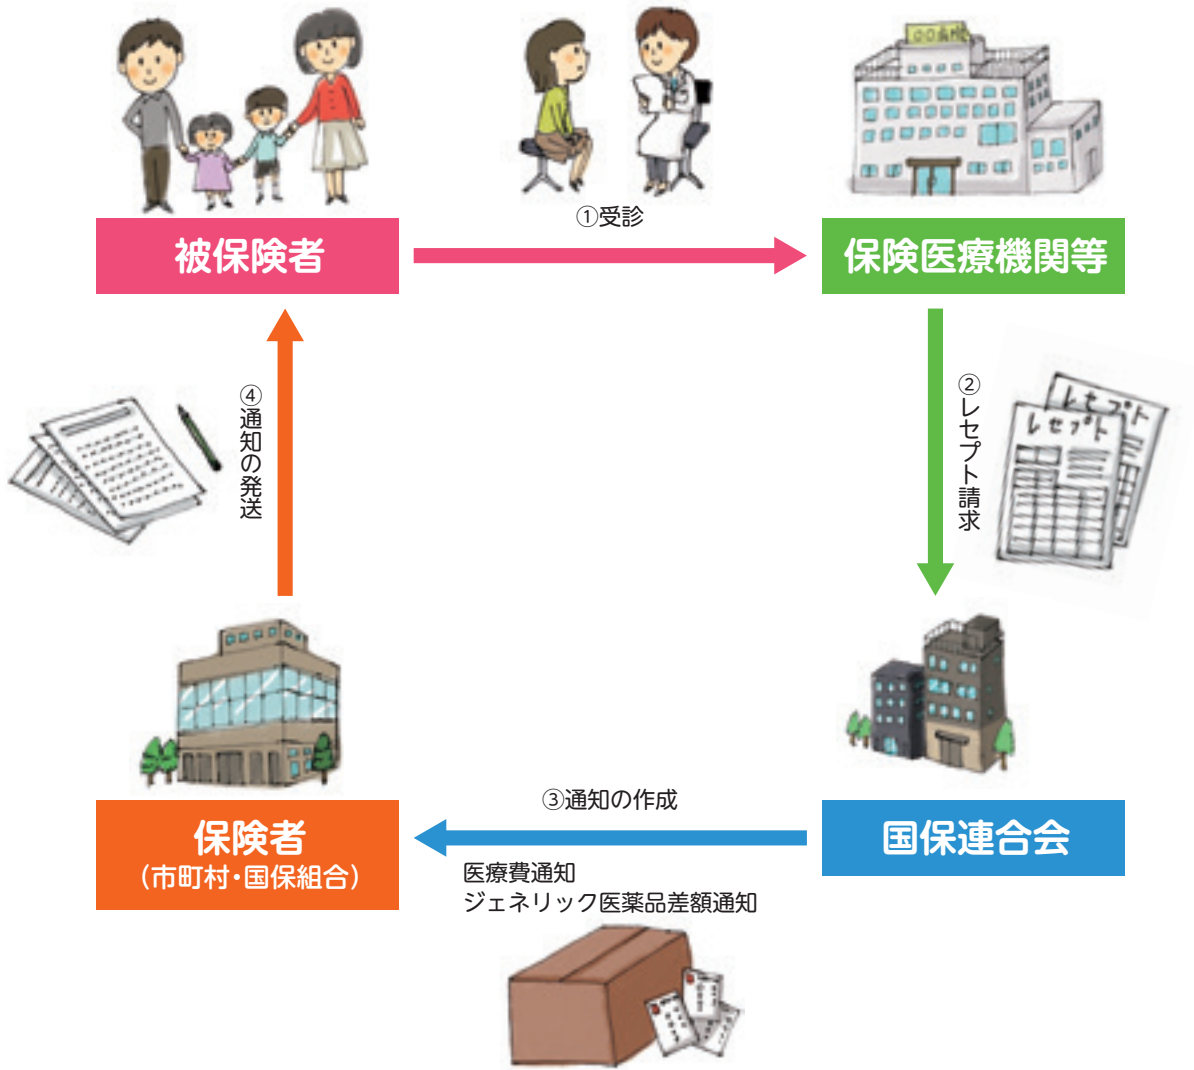 ①受診
被保険者
保険医療機関等
④通知の発送
②レセプト請求
レセプト
レセプト
③通知の作成
保険者
（市町村・国保組合）
国保連合会
医療費通知
ジェネリック医薬品差額通知